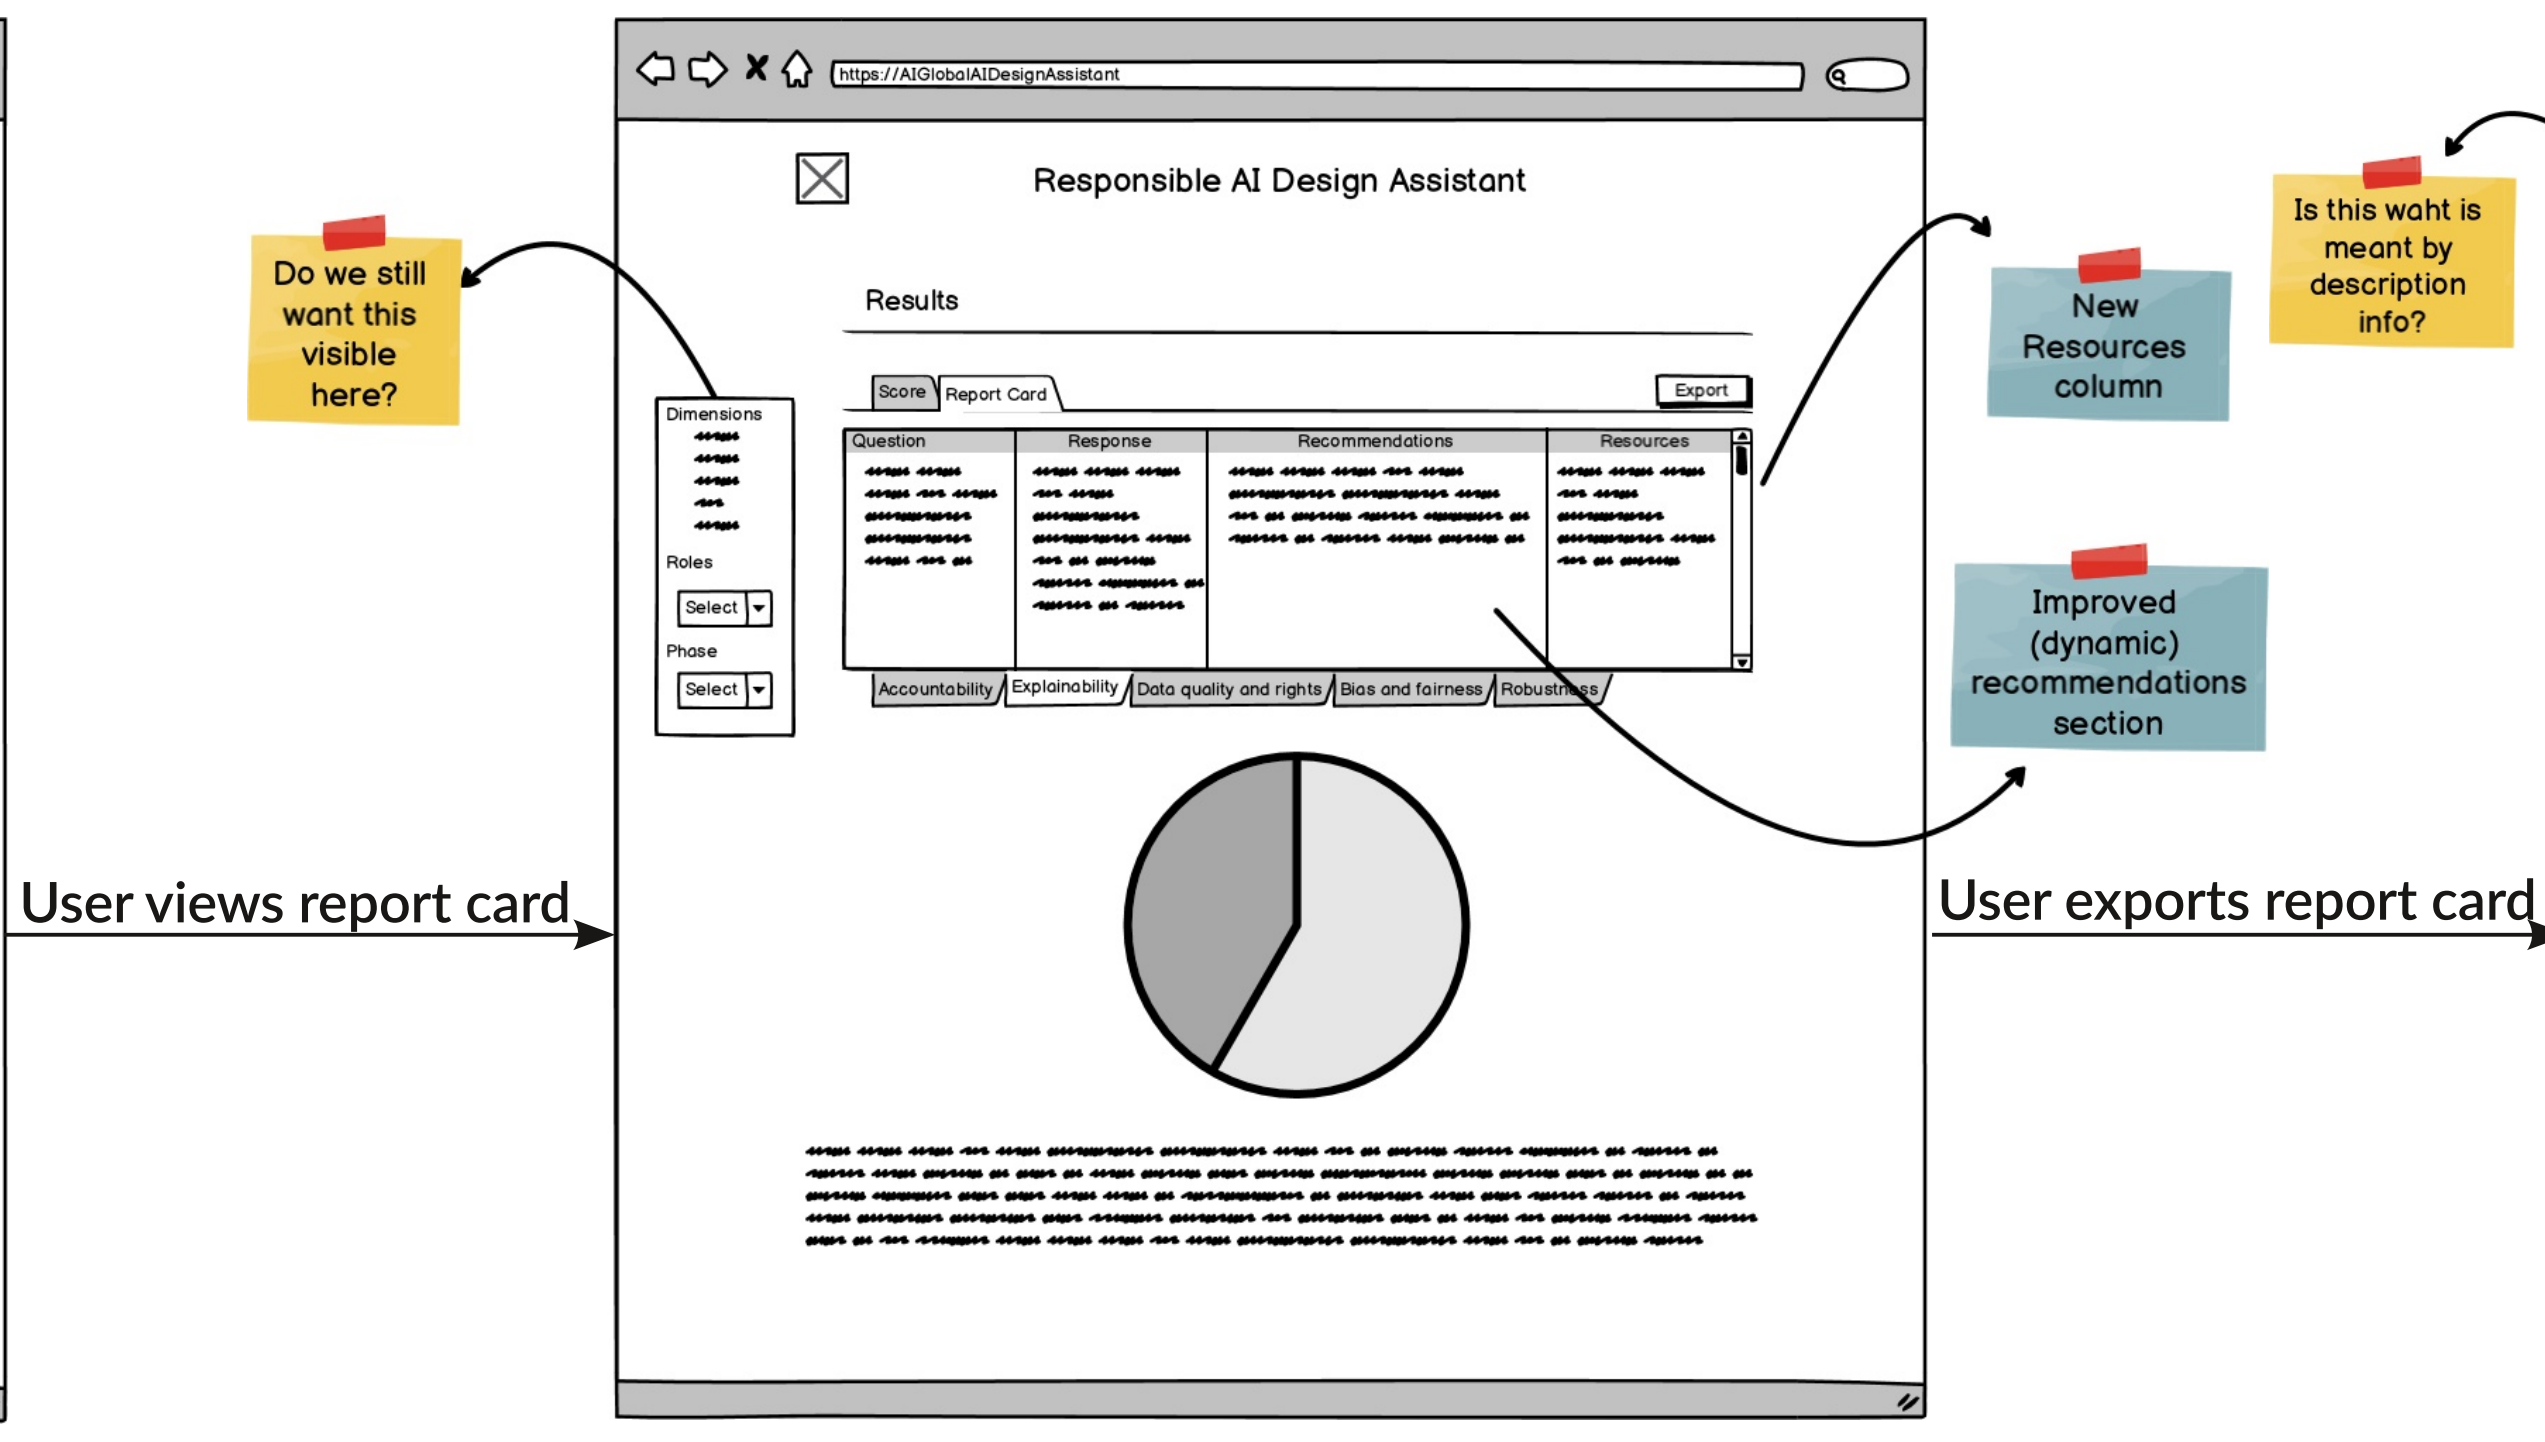 https://AIGlobalAIDesignAssistant
Responsible AI Design Assistant
Do we still
want this
visible
here?
Results
Score
Report Card
Export
Dimensions
Roles
Select
Phase
Select
Question
Response
Recommendations
Resources
Accountability
Explainability
Data quality and rights
Bias and fairness
Robustness
New
Resources
column
Is this waht is
meant by
description
info?
Improved
(dynamic)
recommendations
section
User views report card
User exports report card